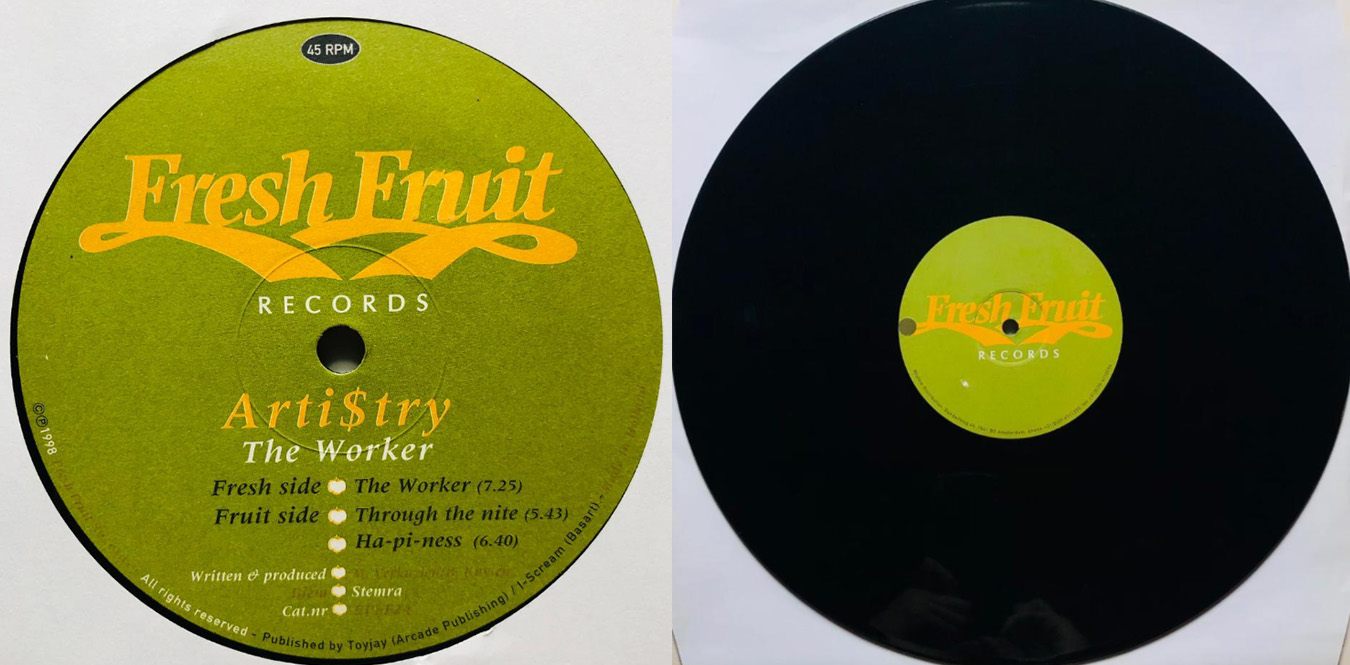 45 RPM
Fresh Fruit
RECORDS
Arti$try
The Worker
Fresh side The Worker (7.25)
Fruit side Through the nite (5.43)
Ha-pi-ness (6.40)
Written & produced
Stemra
Cat.nr
©℗1998
All rights reserved - Published by Toyjay (Arcade Publishing) / I-Scream (Basart) -
Fresh Fruit
RECORDS